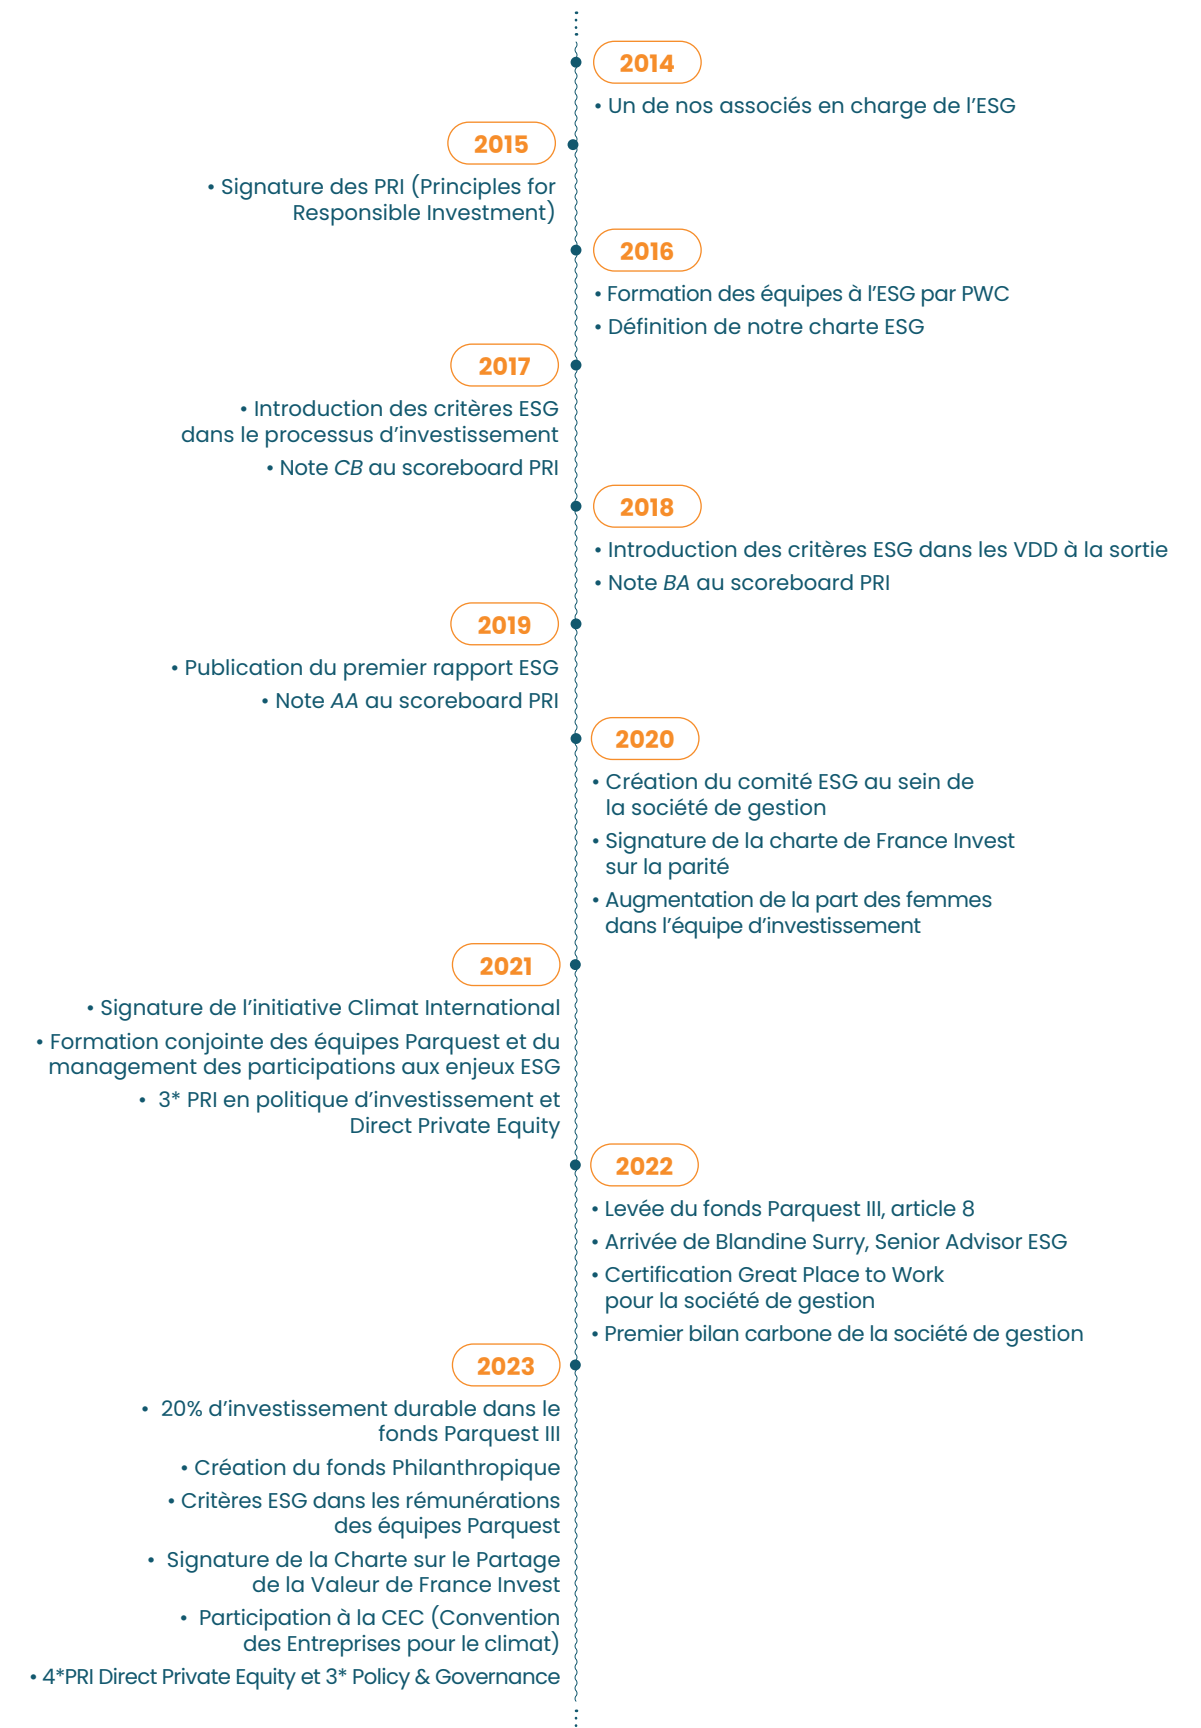 2014
• Un de nos associés en charge de l’ESG
2015
• Signature des PRI (Principles for
Responsible Investment)
2016
• Formation des équipes à l’ESG par PWC
• Définition de notre charte ESG
2017
• Introduction des critères ESG
dans le processus d’investissement
• Note CB au scoreboard PRI
2018
• Introduction des critères ESG dans les VDD à la sortie
• Note BA au scoreboard PRI
2019
• Publication du premier rapport ESG
• Note AA au scoreboard PRI
2020
• Création du comité ESG au sein de
la société de gestion
• Signature de la charte de France Invest
sur la parité
• Augmentation de la part des femmes
dans l’équipe d’investissement
2021
• Signature de l’initiative Climat International
• Formation conjointe des équipes Parquest et du
management des participations aux enjeux ESG
• 3* PRI en politique d’investissement et
Direct Private Equity
2022
• Levée du fonds Parquest III, article 8
• Arrivée de Blandine Surry, Senior Advisor ESG
• Certification Great Place to Work
pour la société de gestion
• Premier bilan carbone de la société de gestion
2023
• 20% d’investissement durable dans le
fonds Parquest III
• Création du fonds Philanthropique
• Critères ESG dans les rémunérations
des équipes Parquest
• Signature de la Charte sur le Partage
de la Valeur de France Invest
• Participation à la CEC (Convention
des Entreprises pour le climat)
• 4*PRI Direct Private Equity et 3* Policy & Governance